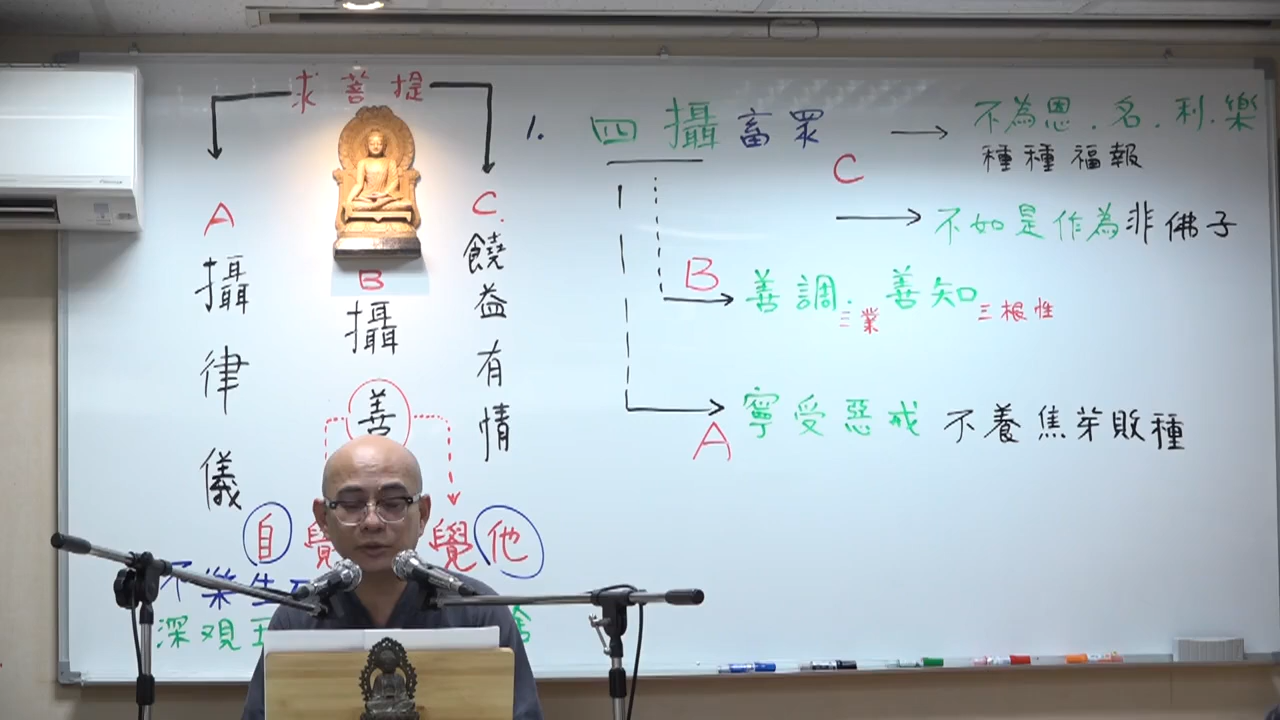 求菩提
A
攝律儀
B
攝
善
自覺 覺他
C.
饒益有情
不樂生
深观
1. 四攝畜眾
C
不為恩.名.利.樂
種種福報
不如是作為非佛子
B 善調.善知
三業
三根性
A 寧受惡戒 不養焦芽敗種